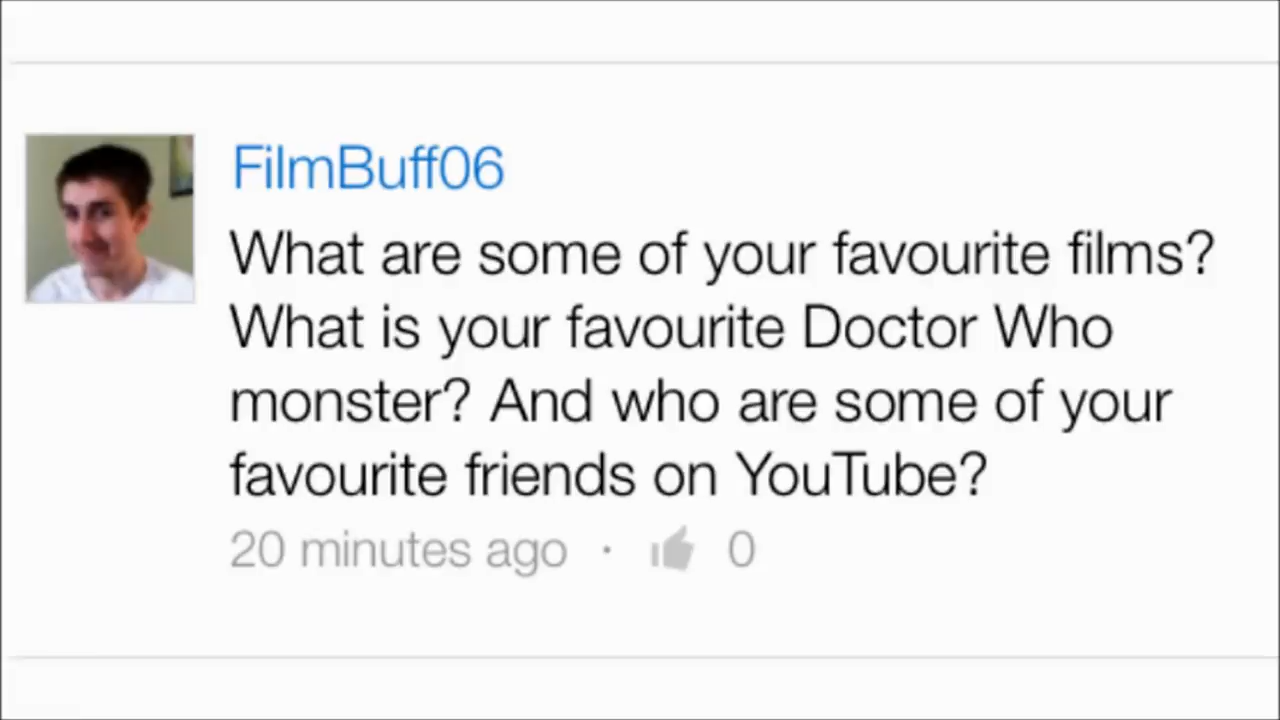 FilmBuff06
What are some of your favourite films?
What is your favourite Doctor Who
monster? And who are some of your
favourite friends on YouTube?
20 minutes ago · 0